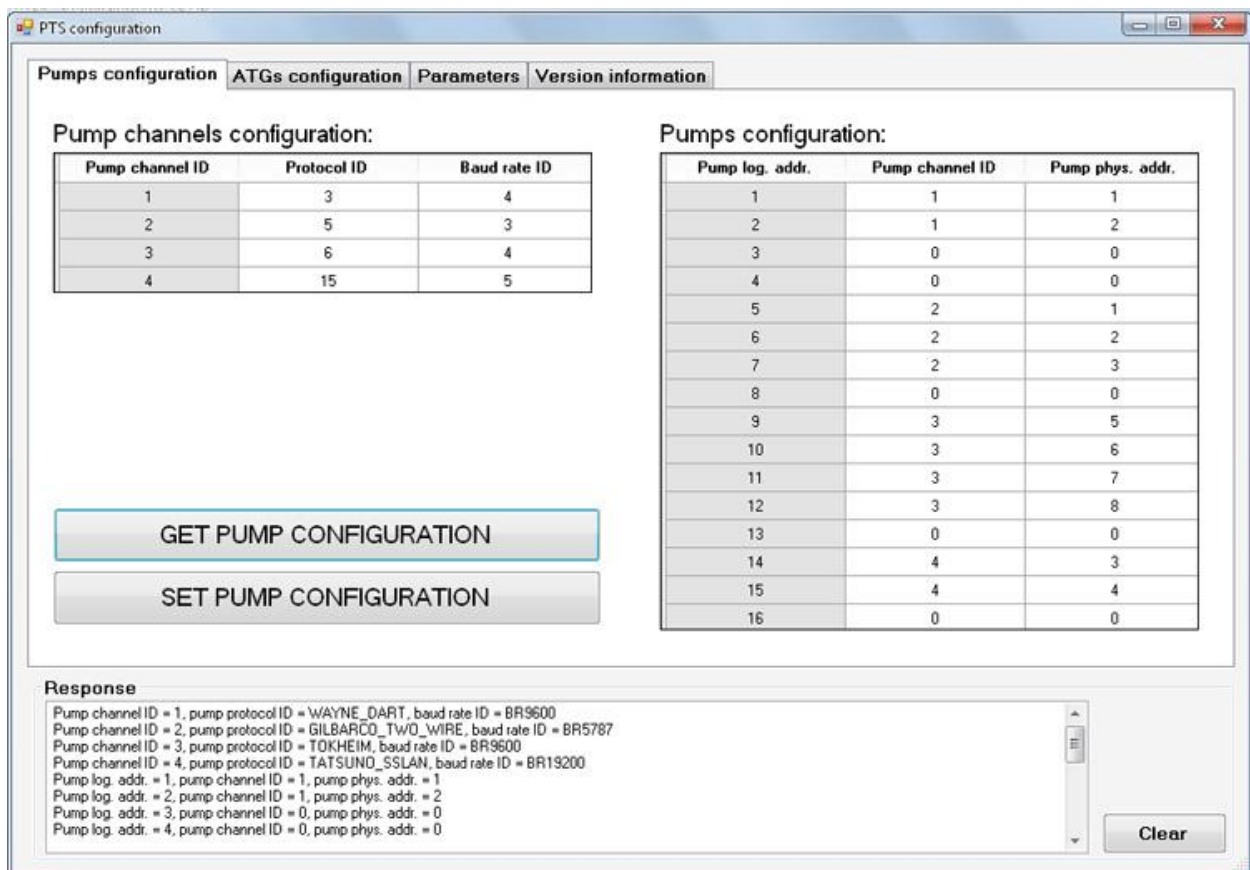 PTS configuration
Pumps configuration ATGs configuration Parameters Version information
Pump channels configuration:
Pump channel ID Protocol ID Baud rate ID
1 3 4
2 5 3
3 6 4
4 15 5
GET PUMP CONFIGURATION
SET PUMP CONFIGURATION
Pumps configuration:
Pump log. addr. Pump channel ID Pump phys. addr.
1 1 1
2 1 2
3 0 0
4 0 0
5 2 1
6 2 2
7 2 3
8 0 0
9 3 5
10 3 6
11 3 7
12 3 8
13 0 0
14 4 3
15 4 4
16 0 0
Response
Pump channel ID = 1, pump protocol ID = WAYNE_DART, baud rate ID = BR9600
Pump channel ID = 2, pump protocol ID = GILBARCO_TWO_WIRE, baud rate ID = BR5787
Pump channel ID = 3, pump protocol ID = TOKHEIM, baud rate ID = BR9600
Pump channel ID = 4, pump protocol ID = TATSUNO_SSLAN, baud rate ID = BR19200
Pump log. addr. = 1, pump channel ID = 1, pump phys. addr. = 1
Pump log. addr. = 2, pump channel ID = 1, pump phys. addr. = 2
Pump log. addr. = 3, pump channel ID = 0, pump phys. addr. = 0
Pump log. addr. = 4, pump channel ID = 0, pump phys. addr. = 0
Clear